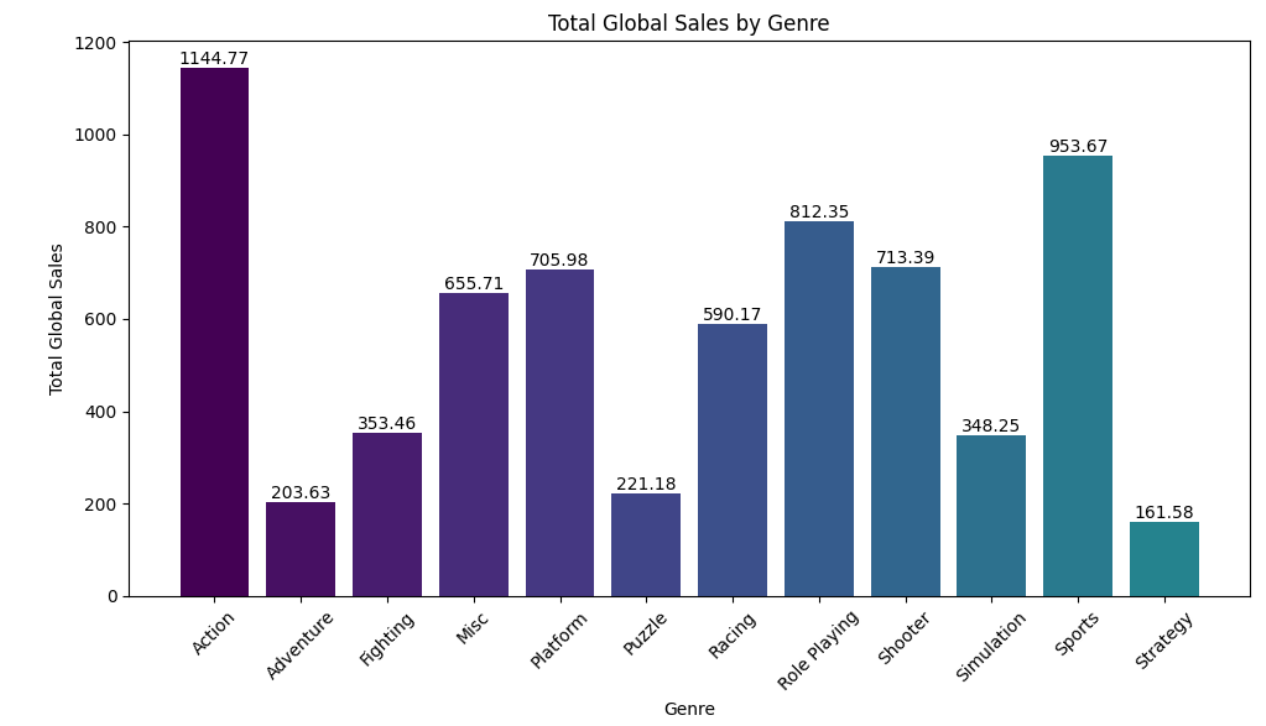 Total Global Sales by Genre
Total Global Sales
1200
1000
800
600
400
200
0
1144.77
203.63
353.46
655.71
705.98
221.18
590.17
812.35
713.39
348.25
953.67
161.58
Action
Adventure
Fighting
Misc
Platform
Puzzle
Racing
Role Playing
Shooter
Simulation
Sports
Strategy
Genre